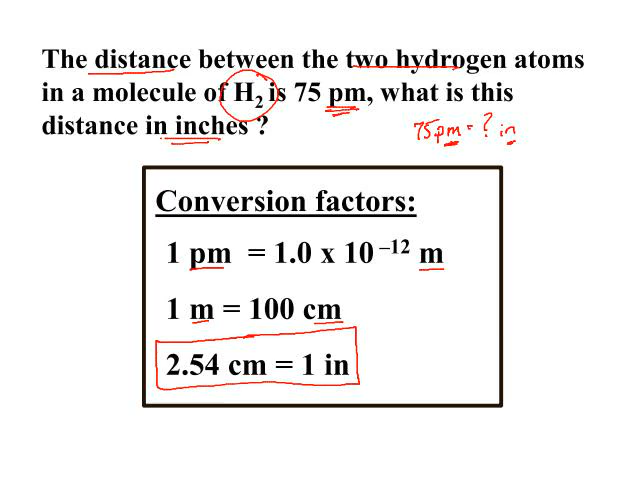 The distance between the two hydrogen atoms
in a molecule of H₂ is 75 pm, what is this
distance in inches ?
75pm = ? in
Conversion factors:
1 pm = 1.0 x 10⁻¹² m
1 m = 100 cm
2.54 cm = 1 in